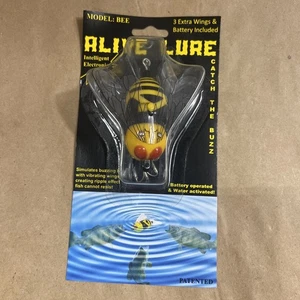 MODEL: BEE
3 Extra Wings &
Battery Included
ALIVE LURE
Intelligent
CATCH THE BUZZ
Simulates buzzing
with vibrating wings
creating ripple effect
fish cannot resist!
Battery operated
& Water activated!
PATENTED